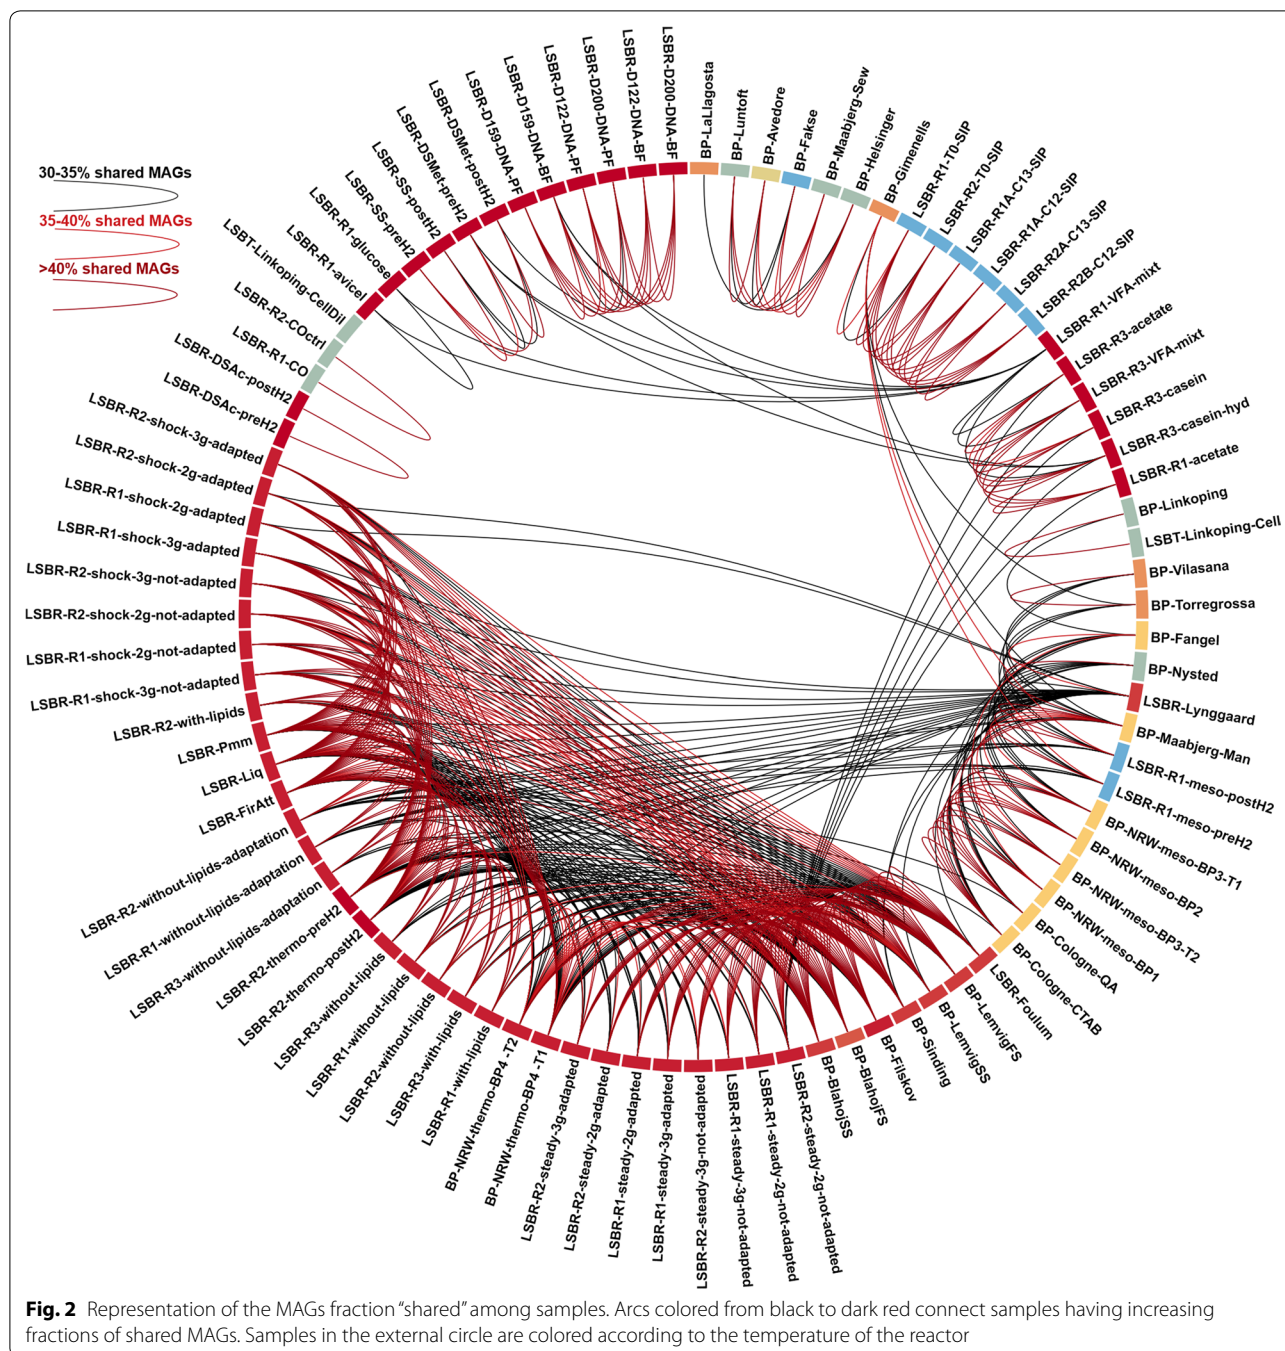 30-35% shared MAGs
35-40% shared MAGs
>40% shared MAGs
BP-LaLlagosta
BP-Luntoft
BP-Avedore
BP-Fakse
BP-Maabjerg-Sew
BP-Helsinger
BP-Gimenells
LSBR-R1-T0-SIP
LSBR-R2-T0-SIP
LSBR-R1A-C13-SIP
LSBR-R1A-C12-SIP
LSBR-R2A-C13-SIP
LSBR-R2B-C12-SIP
LSBR-R1-VFA-mixt
LSBR-R3-acetate
LSBR-R3-VFA-mixt
LSBR-R3-casein
LSBR-R3-casein-hyd
LSBR-R1-acetate
BP-Linkoping
LSBT-Linkoping-Cell
BP-Vilasana
BP-Torregrossa
BP-Fangel
BP-Nysted
LSBR-Lynggaard
BP-Maabjerg-Man
LSBR-R1-meso-postH2
LSBR-R1-meso-preH2
BP-NRW-meso-BP3-T1
BP-NRW-meso-BP2
BP-NRW-meso-BP3-T2
BP-NRW-meso-BP1
BP-Cologne-QA
BP-Cologne-CTAB
LSBR-Foulum
BP-LemvigFS
BP-LemvigSS
BP-Sinding
BP-Filskov
BP-BlahojFS
BP-BlahojSS
LSBR-R2-steady-2g-not-adapted
LSBR-R1-steady-2g-not-adapted
LSBR-R1-steady-3g-not-adapted
LSBR-R2-steady-3g-not-adapted
LSBR-R1-steady-3g-adapted
LSBR-R1-steady-2g-adapted
LSBR-R2-steady-2g-adapted
LSBR-R2-steady-3g-adapted
BP-NRW-thermo-BP4 -T1
BP-NRW-thermo-BP4 -T2
LSBR-R1-with-lipids
LSBR-R3-with-lipids
LSBR-R2-without-lipids
LSBR-R1-without-lipids
LSBR-R3-without-lipids
LSBR-R2-thermo-postH2
LSBR-R2-thermo-preH2
LSBR-R3-without-lipids-adaptation
LSBR-R1-without-lipids-adaptation
LSBR-R2-without-lipids-adaptation
LSBR-FirAtt
LSBR-Liq
LSBR-Pmm
LSBR-R2-with-lipids
LSBR-R1-shock-3g-not-adapted
LSBR-R1-shock-2g-not-adapted
LSBR-R2-shock-2g-not-adapted
LSBR-R2-shock-3g-not-adapted
LSBR-R1-shock-3g-adapted
LSBR-R1-shock-2g-adapted
LSBR-R2-shock-2g-adapted
LSBR-R2-shock-3g-adapted
LSBR-DSAc-preH2
LSBR-DSAc-postH2
LSBR-R1-CO
LSBR-R2-COctrl
LSBT-Linkoping-CellDil
LSBR-R1-avicel
LSBR-R1-glucose
LSBR-SS-preH2
LSBR-SS-postH2
LSBR-DSMet-preH2
LSBR-DSMet-postH2
LSBR-D159-DNA-PF
LSBR-D159-DNA-BF
LSBR-D122-DNA-PF
LSBR-D200-DNA-PF
LSBR-D122-DNA-BF
LSBR-D200-DNA-BF
Fig. 2 Representation of the MAGs fraction “shared” among samples. Arcs colored from black to dark red connect samples having increasing
fractions of shared MAGs. Samples in the external circle are colored according to the temperature of the reactor